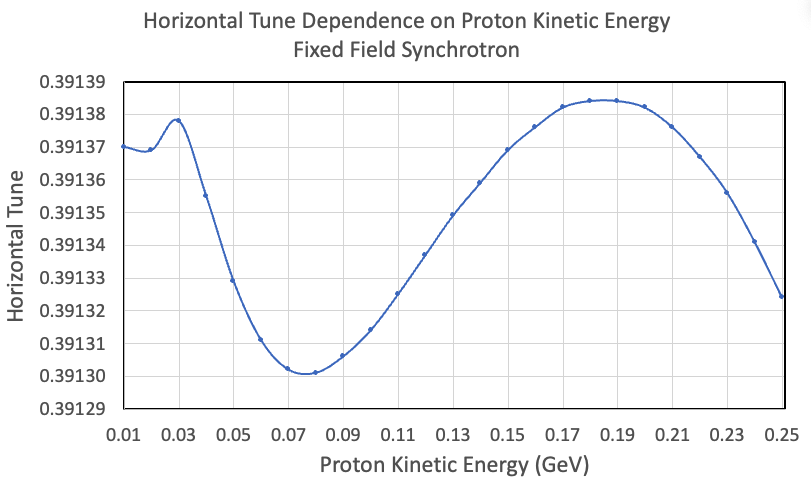 Horizontal Tune Dependence on Proton Kinetic Energy
Fixed Field Synchrotron
0.39139
0.39138
0.39137
0.39136
0.39135
0.39134
0.39133
0.39132
0.39131
0.39130
0.39129
Horizontal Tune
0.01 0.03 0.05 0.07 0.09 0.11 0.13 0.15 0.17 0.19 0.21 0.23 0.25
Proton Kinetic Energy (GeV)